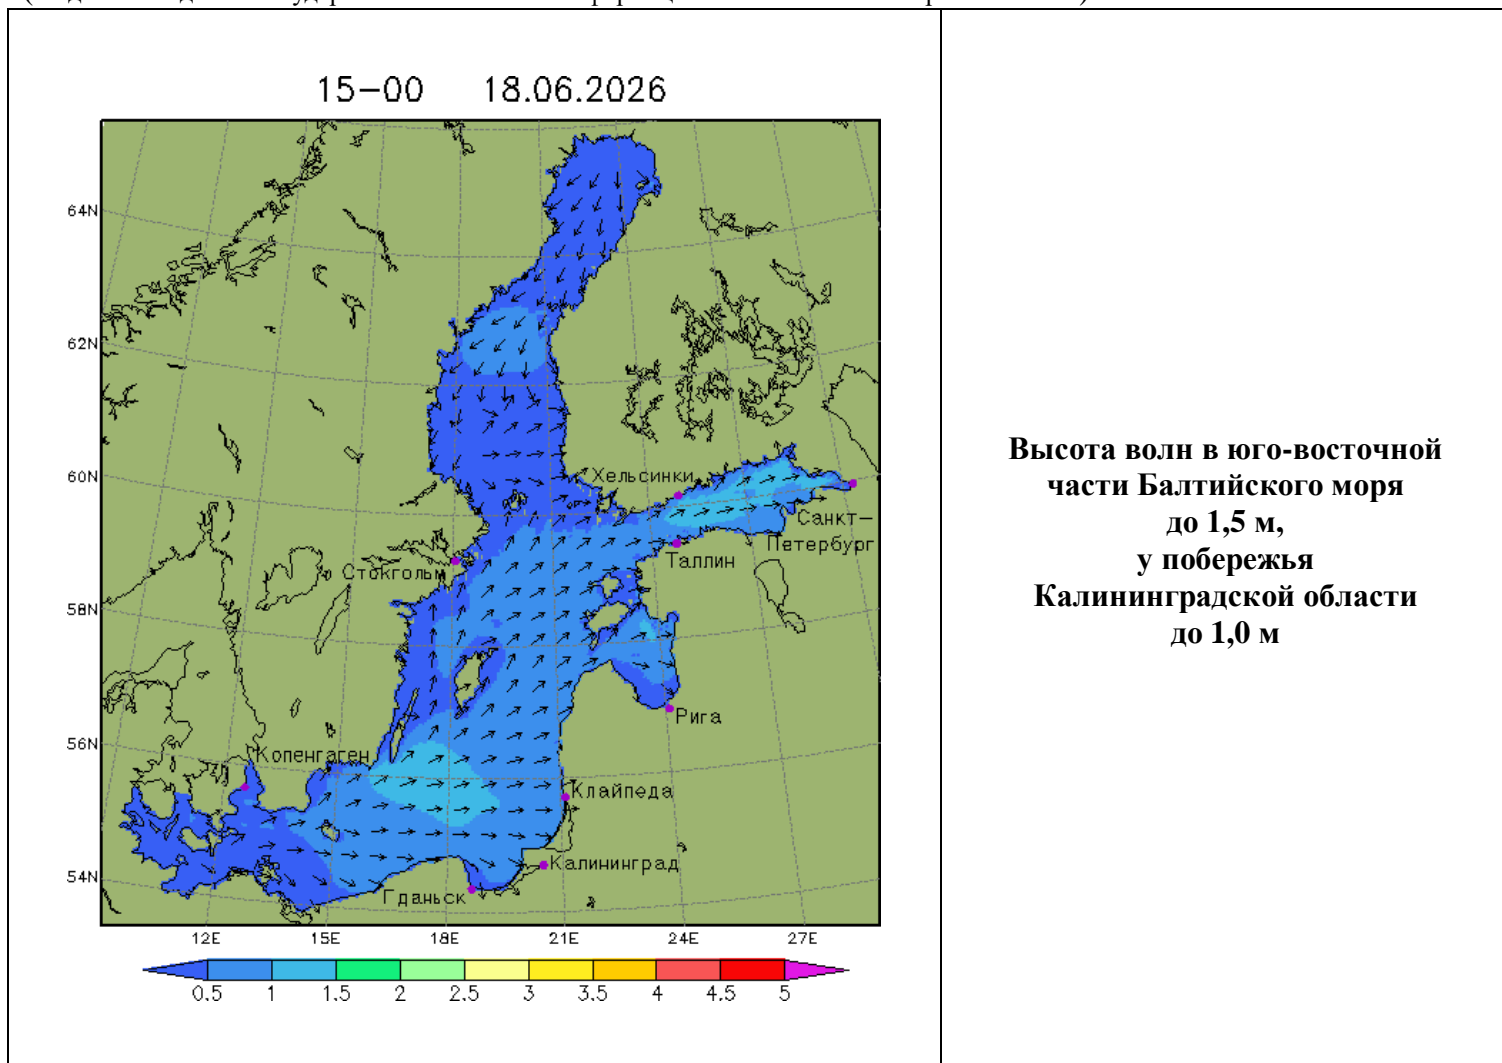 15-00 18.06.2026
64N
62N
60N
58N
56N
54N
Хельсинки
Санкт-
Петербург
Таллин
Стокгольм
Рига
Копенгаген
Клайпеда
Калининград
Гданьск
12E 15E 18E 21E 24E 27E
0.5 1 1.5 2 2.5 3 3.5 4 4.5 5
Высота волн в юго-восточной
части Балтийского моря
до 1,5 м,
у побережья
Калининградской области
до 1,0 м